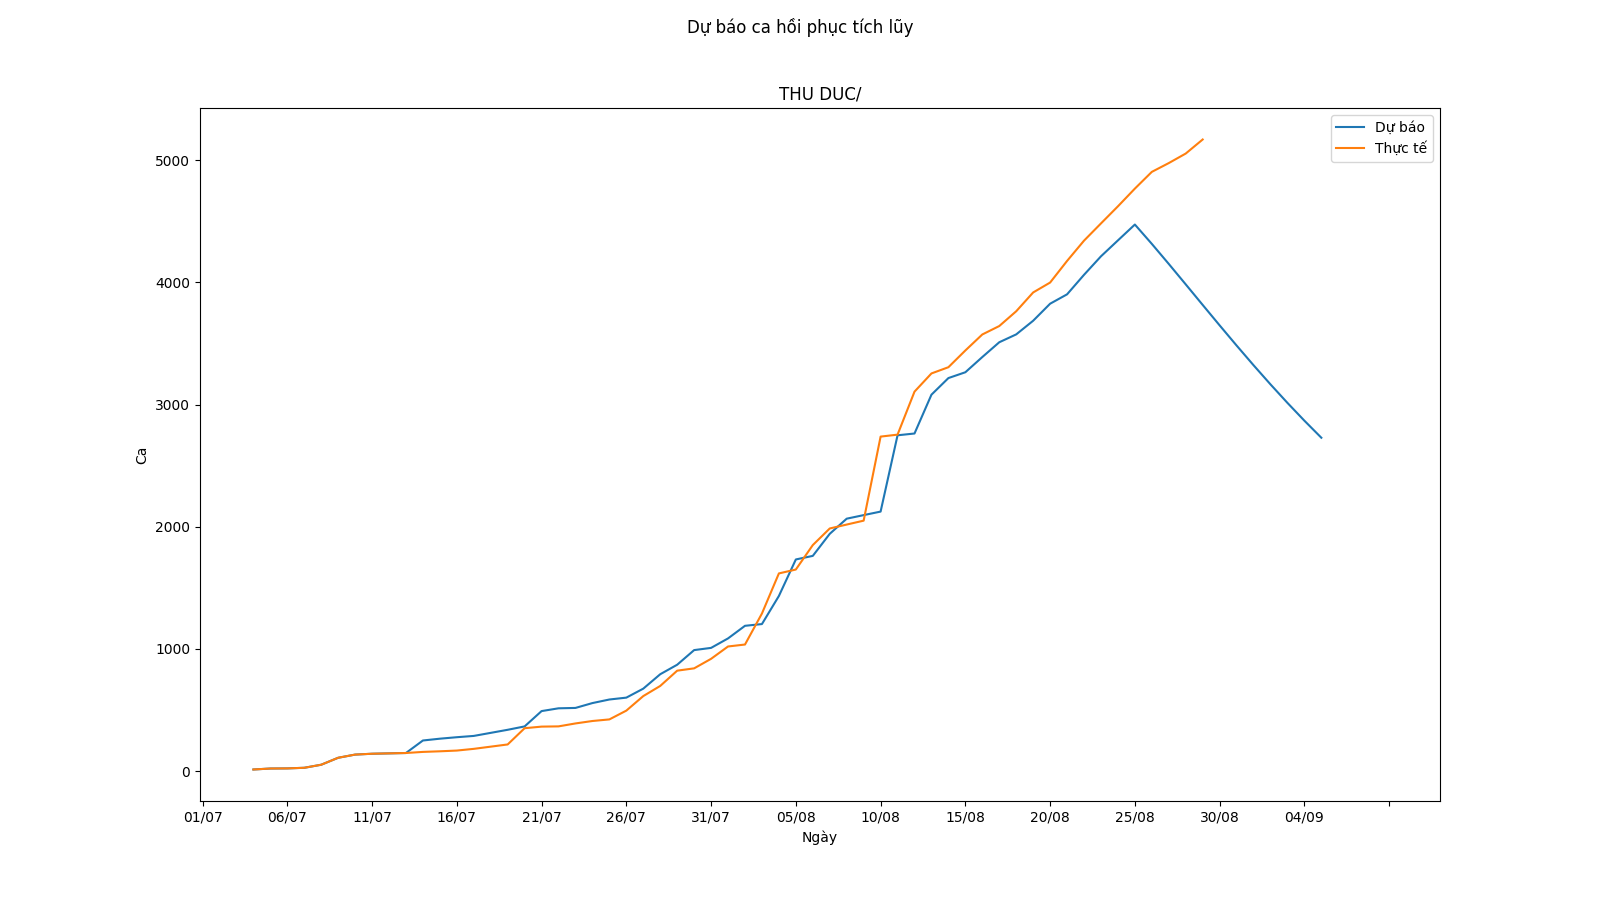 Dự báo ca hồi phục tích lũy
THU DUC/
Dự báo
Thực tế
5000
4000
3000
2000
1000
0
Ca
01/07 06/07 11/07 16/07 21/07 26/07 31/07 05/08 10/08 15/08 20/08 25/08 30/08 04/09
Ngày